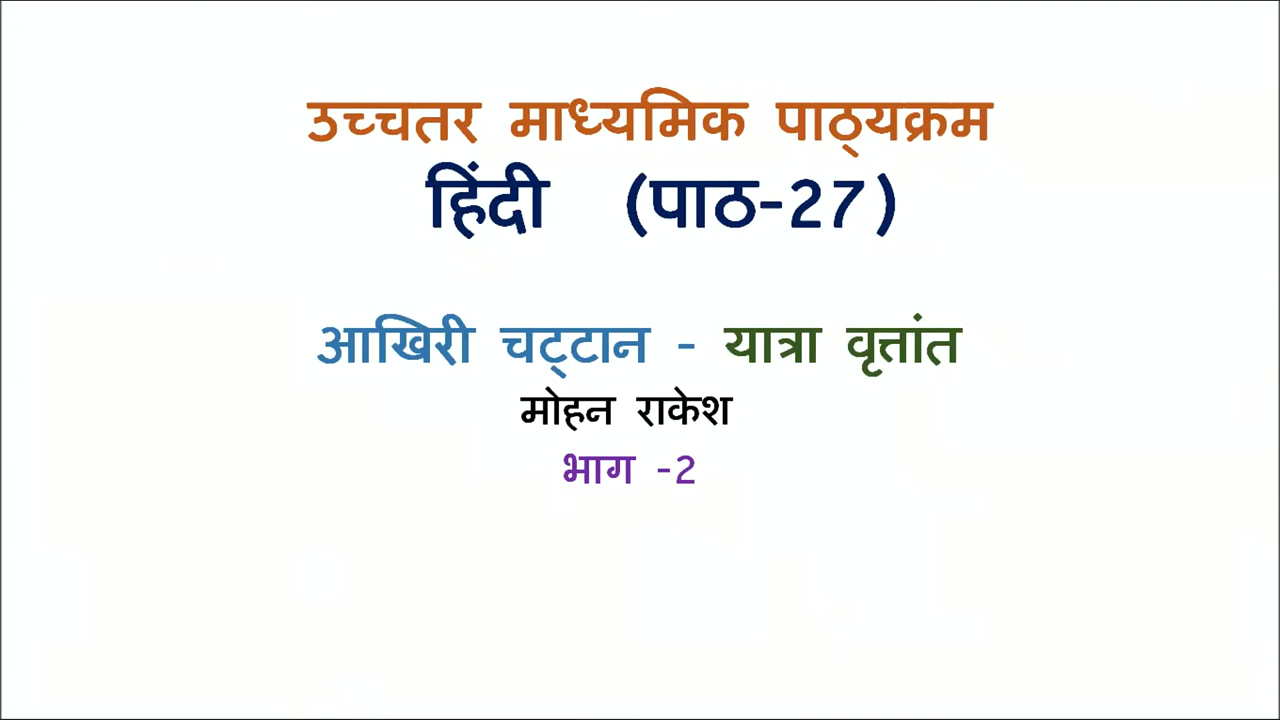 उच्चतर माध्यमिक पाठ्यक्रम
हिंदी (पाठ-27)
आखिरी चट्टान - यात्रा वृत्तांत
मोहन राकेश
भाग -2